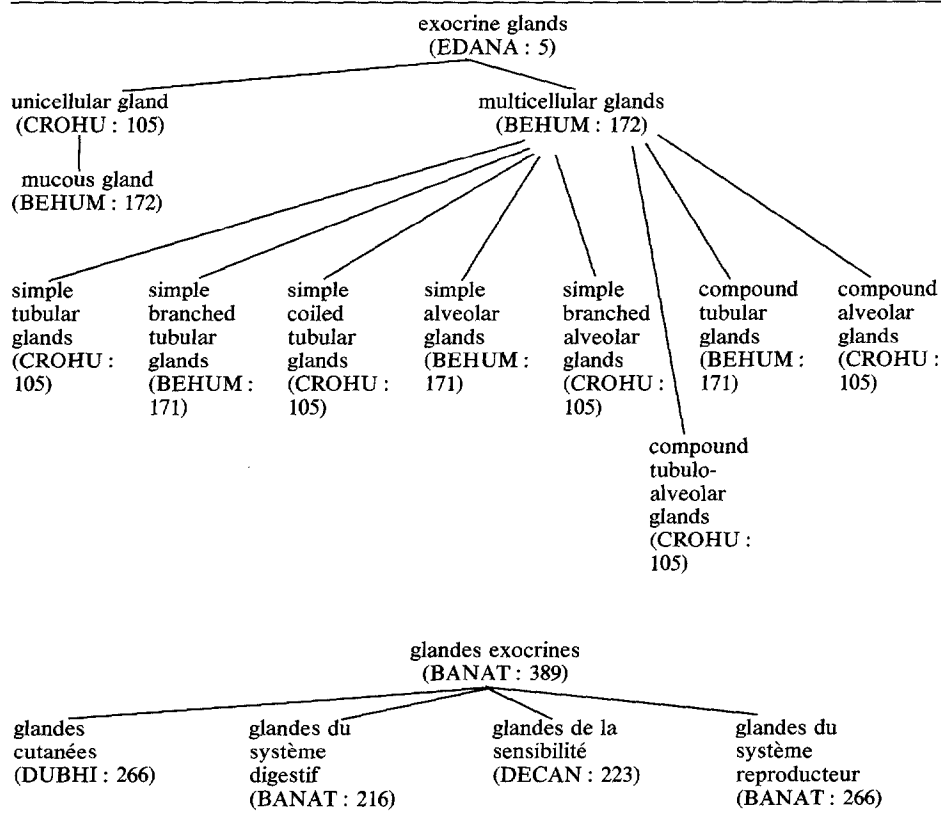 exocrine glands
(EDANA : 5)
unicellular gland
(CROHU : 105)
mucous gland
(BEHUM : 172)
multicellular glands
(BEHUM : 172)
simple
tubular
glands
(CROHU :
105)
simple
branched
tubular
glands
(BEHUM :
171)
simple
coiled
tubular
glands
(CROHU :
105)
simple
alveolar
glands
(BEHUM :
171)
simple
branched
alveolar
glands
(CROHU :
105)
compound
tubular
glands
(BEHUM :
171)
compound
alveolar
glands
(CROHU :
105)
compound
tubulo-
alveolar
glands
(CROHU :
105)
glandes exocrines
(BANAT : 389)
glandes
cutanées
(DUBHI : 266)
glandes du
système
digestif
(BANAT : 216)
glandes de la
sensibilité
(DECAN : 223)
glandes du
système
reproducteur
(BANAT : 266)